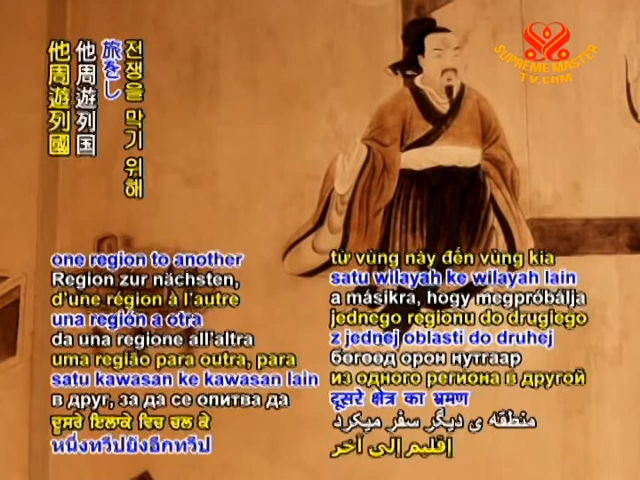 他周遊列國
他周遊列国
旅をし
전쟁을 막기 위해
SUPREME MASTER
TV.COM
one region to another
Region zur nächsten,
d'une région à l'autre
una región a otra
da una regione all'altra
uma região para outra, para
satu kawasan ke kawasan lain
в друг, за да се опитва да
ਦੂਸਰੇ ਇਲਾਕੇ ਵਿਚ ਚਲ ਕੇ
หนึ่งทวีปยังอีกทวีป
từ vùng này đến vùng kia
satu wilayah ke wilayah lain
a másikra, hogy megpróbálja
jednego regionu do drugiego
z jednej oblasti do druhej
бөгөөд орон нутгаар
из одного региона в другой
दूसरे क्षेत्र का भ्रमण
منطقه ی دیگر سفر میکرد
إقليم إلى آخر